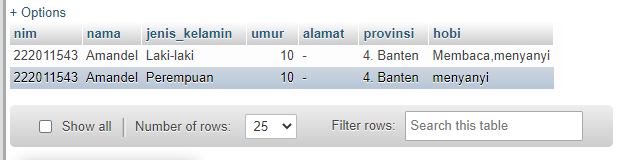 + Options
nim nama jenis_kelamin umur alamat provinsi hobi
222011543 Amandel Laki-laki 10 - 4. Banten Membaca,menyanyi
222011543 Amandel Perempuan 10 - 4. Banten menyanyi
Show all Number of rows: 25 Filter rows: Search this table